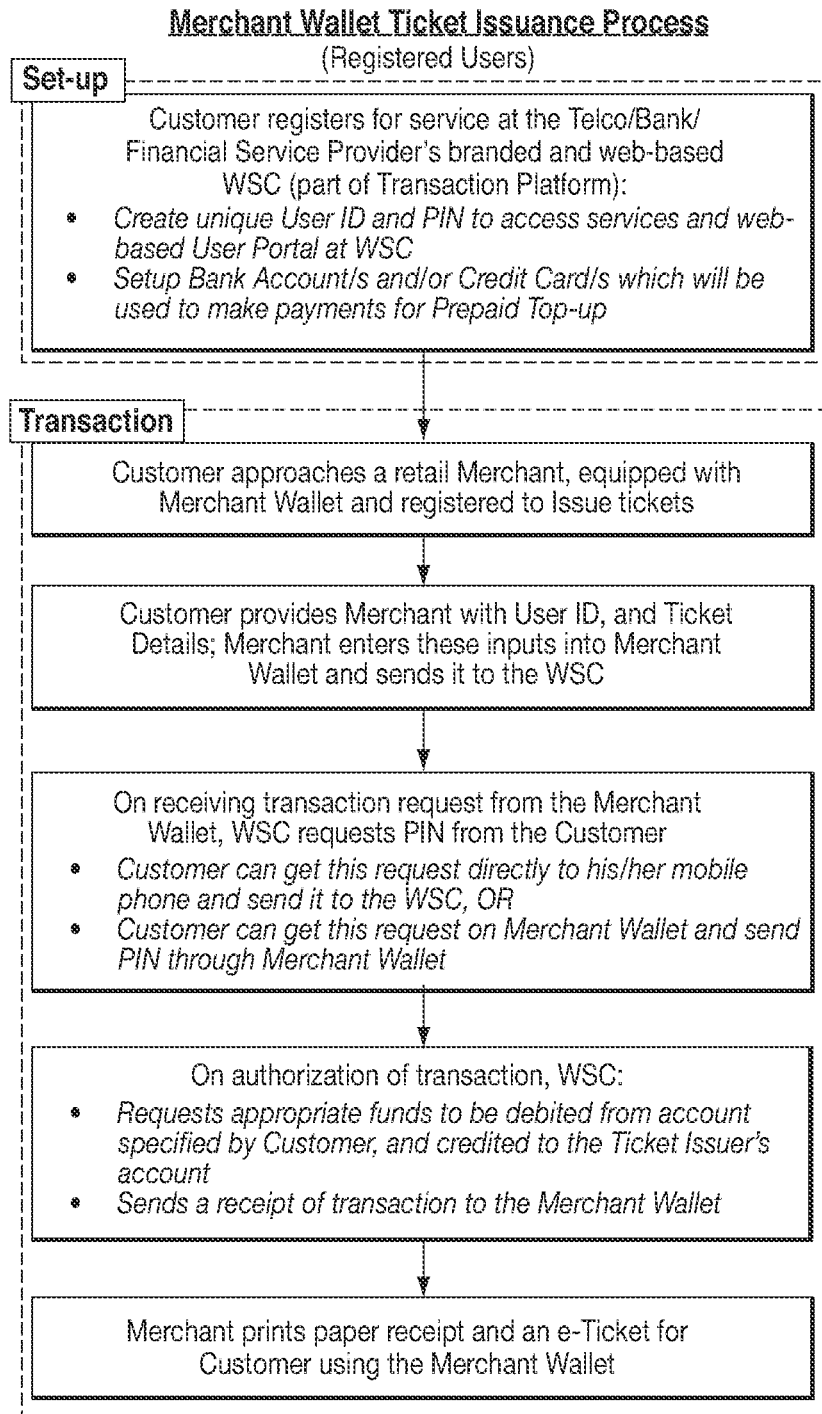 Merchant Wallet Ticket Issuance Process
(Registered Users)
Set-up
Customer registers for service at the Telco/Bank/
Financial Service Provider's branded and web-based
WSC (part of Transaction Platform):
• Create unique User ID and PIN to access services and web-
based User Portal at WSC
• Setup Bank Account/s and/or Credit Card/s which will be
used to make payments for Prepaid Top-up
Transaction
Customer approaches a retail Merchant, equipped with
Merchant Wallet and registered to Issue tickets
Customer provides Merchant with User ID, and Ticket
Details; Merchant enters these inputs into Merchant
Wallet and sends it to the WSC
On receiving transaction request from the Merchant
Wallet, WSC requests PIN from the Customer
• Customer can get this request directly to his/her mobile
phone and send it to the WSC, OR
• Customer can get this request on Merchant Wallet and send
PIN through Merchant Wallet
On authorization of transaction, WSC:
• Requests appropriate funds to be debited from account
specified by Customer, and credited to the Ticket Issuer's
account
• Sends a receipt of transaction to the Merchant Wallet
Merchant prints paper receipt and an e-Ticket for
Customer using the Merchant Wallet